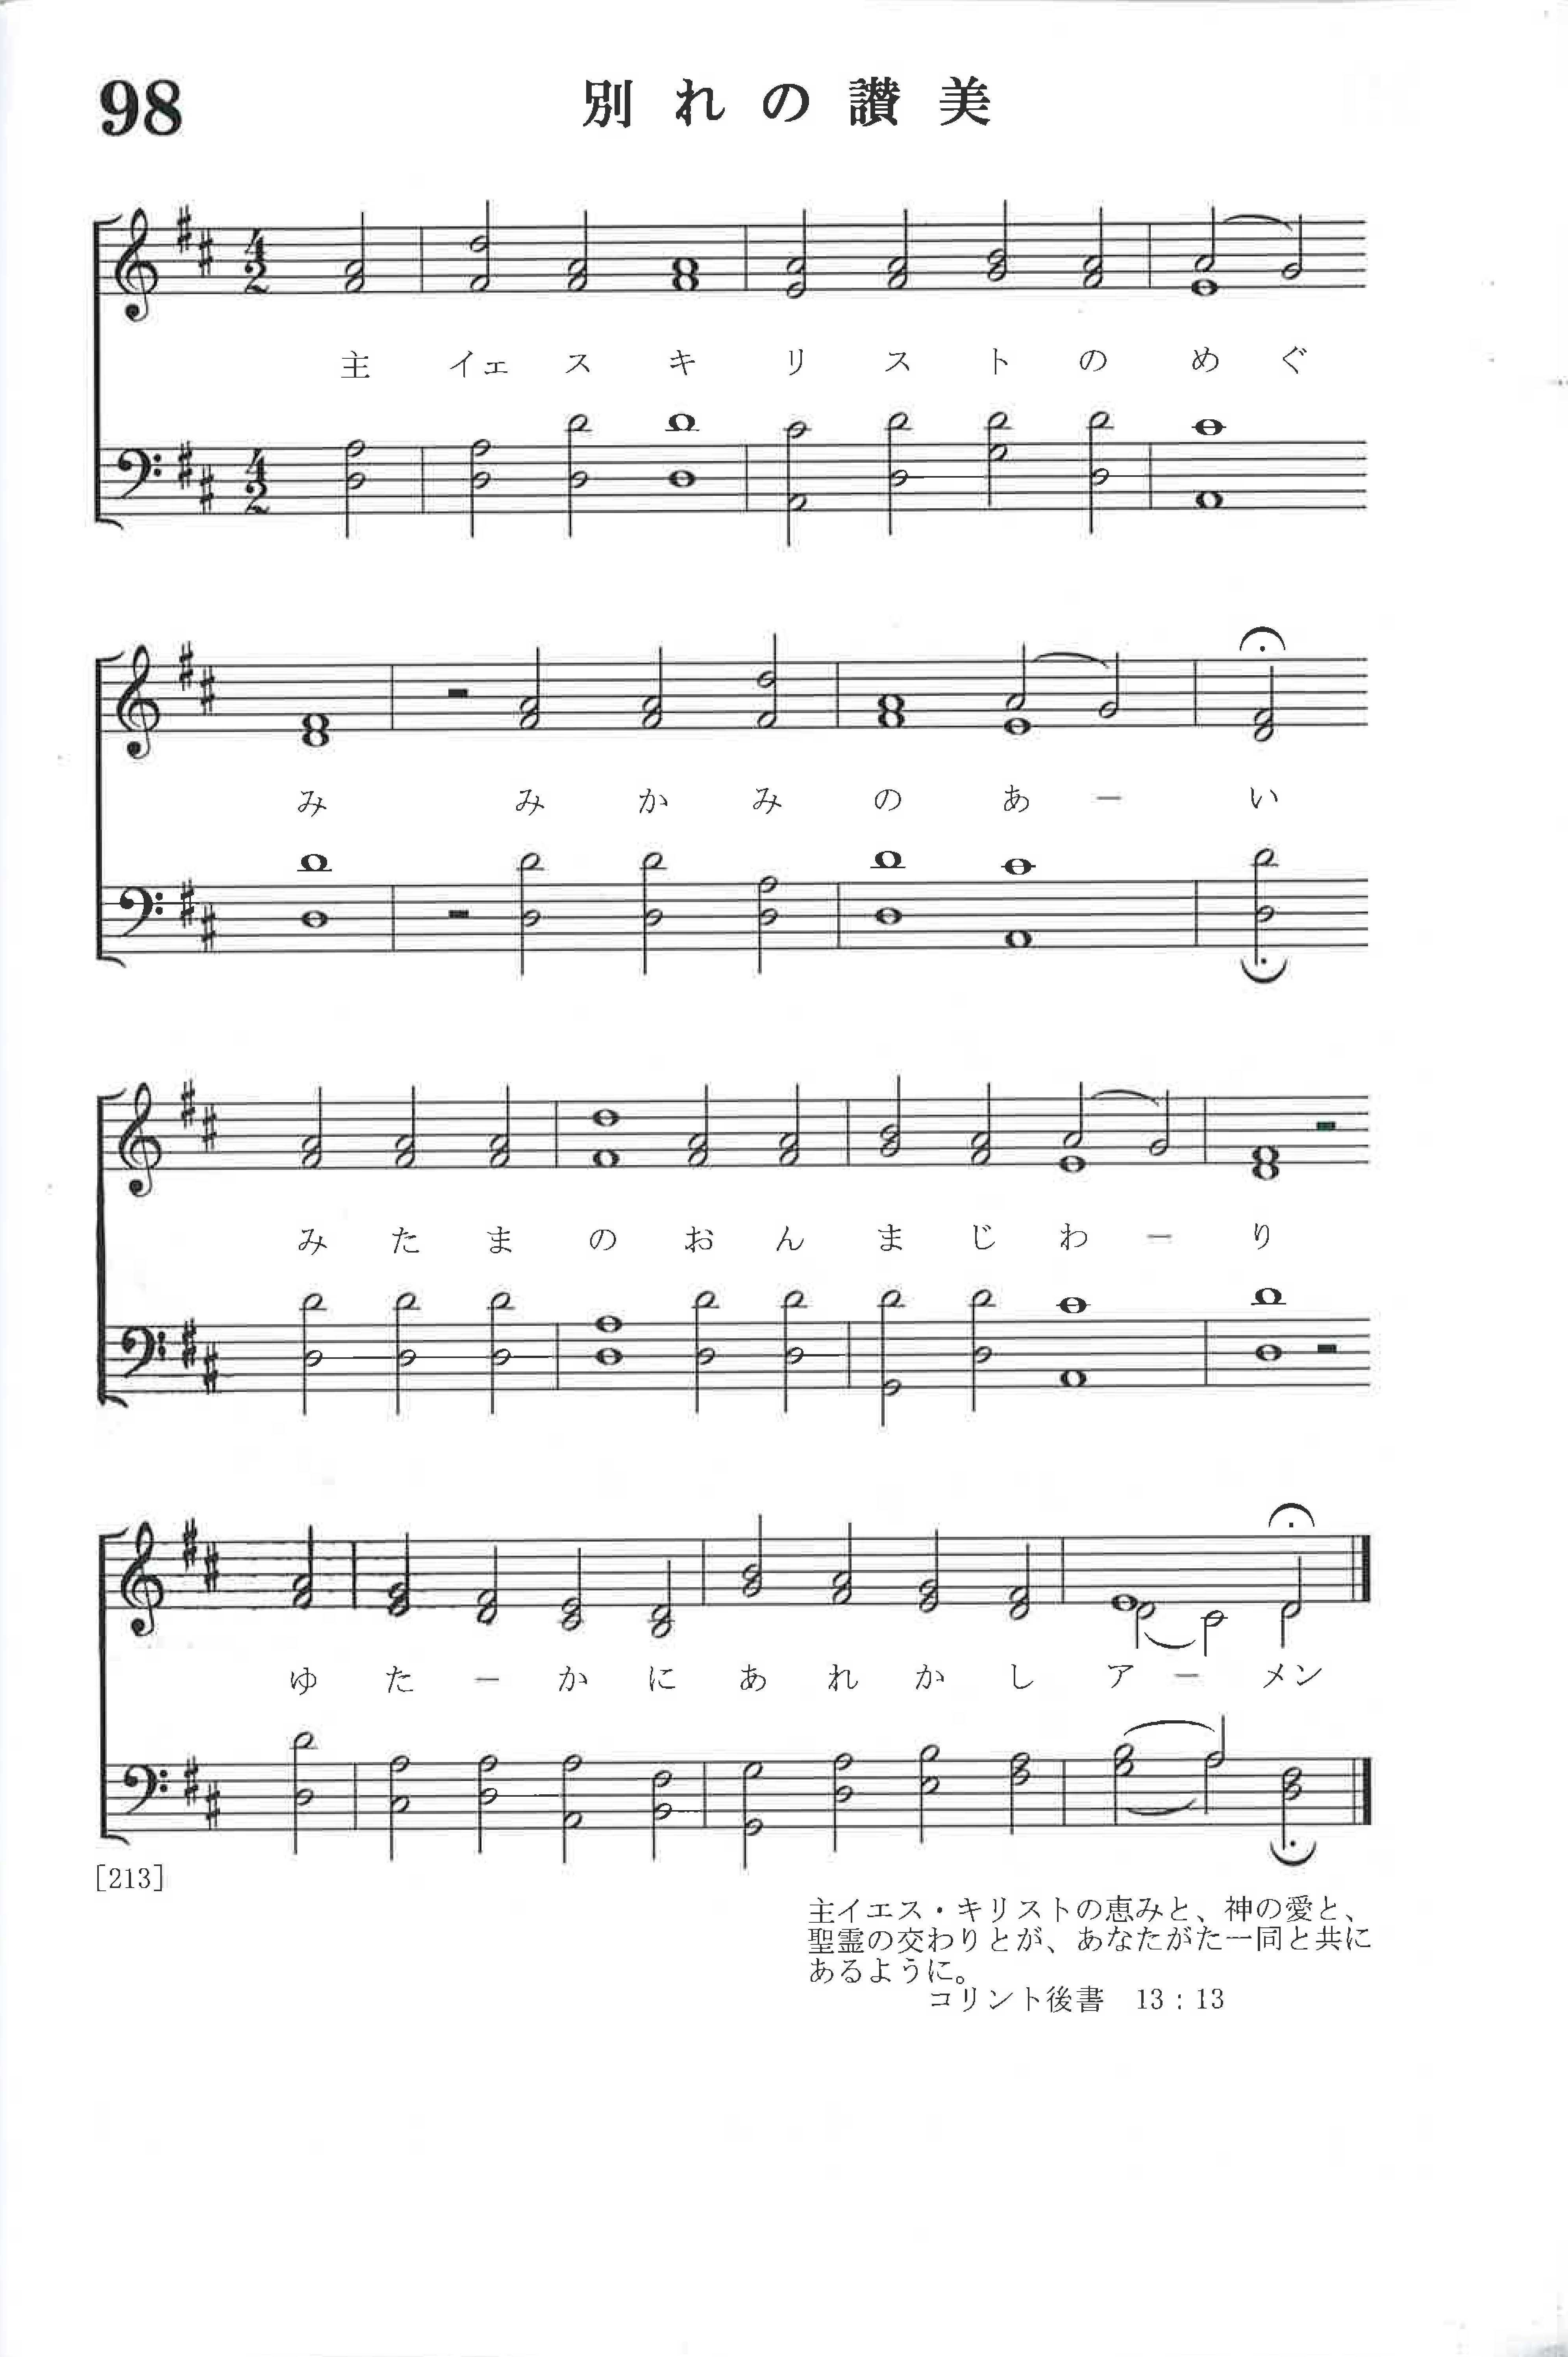 98
別れの讃美
4
2
主 イェ ス キ リ ス ト の め ぐ
4
2
み み か み の あ ー い
み た ま の お ん ま じ わ ー り
ゆ た ー か に あ れ か し ア ー メン
[213]
主イエス・キリストの恵みと、神の愛と、
聖霊の交わりとが、あなたがた一同と共に
あるように。
コリント後書 13:13